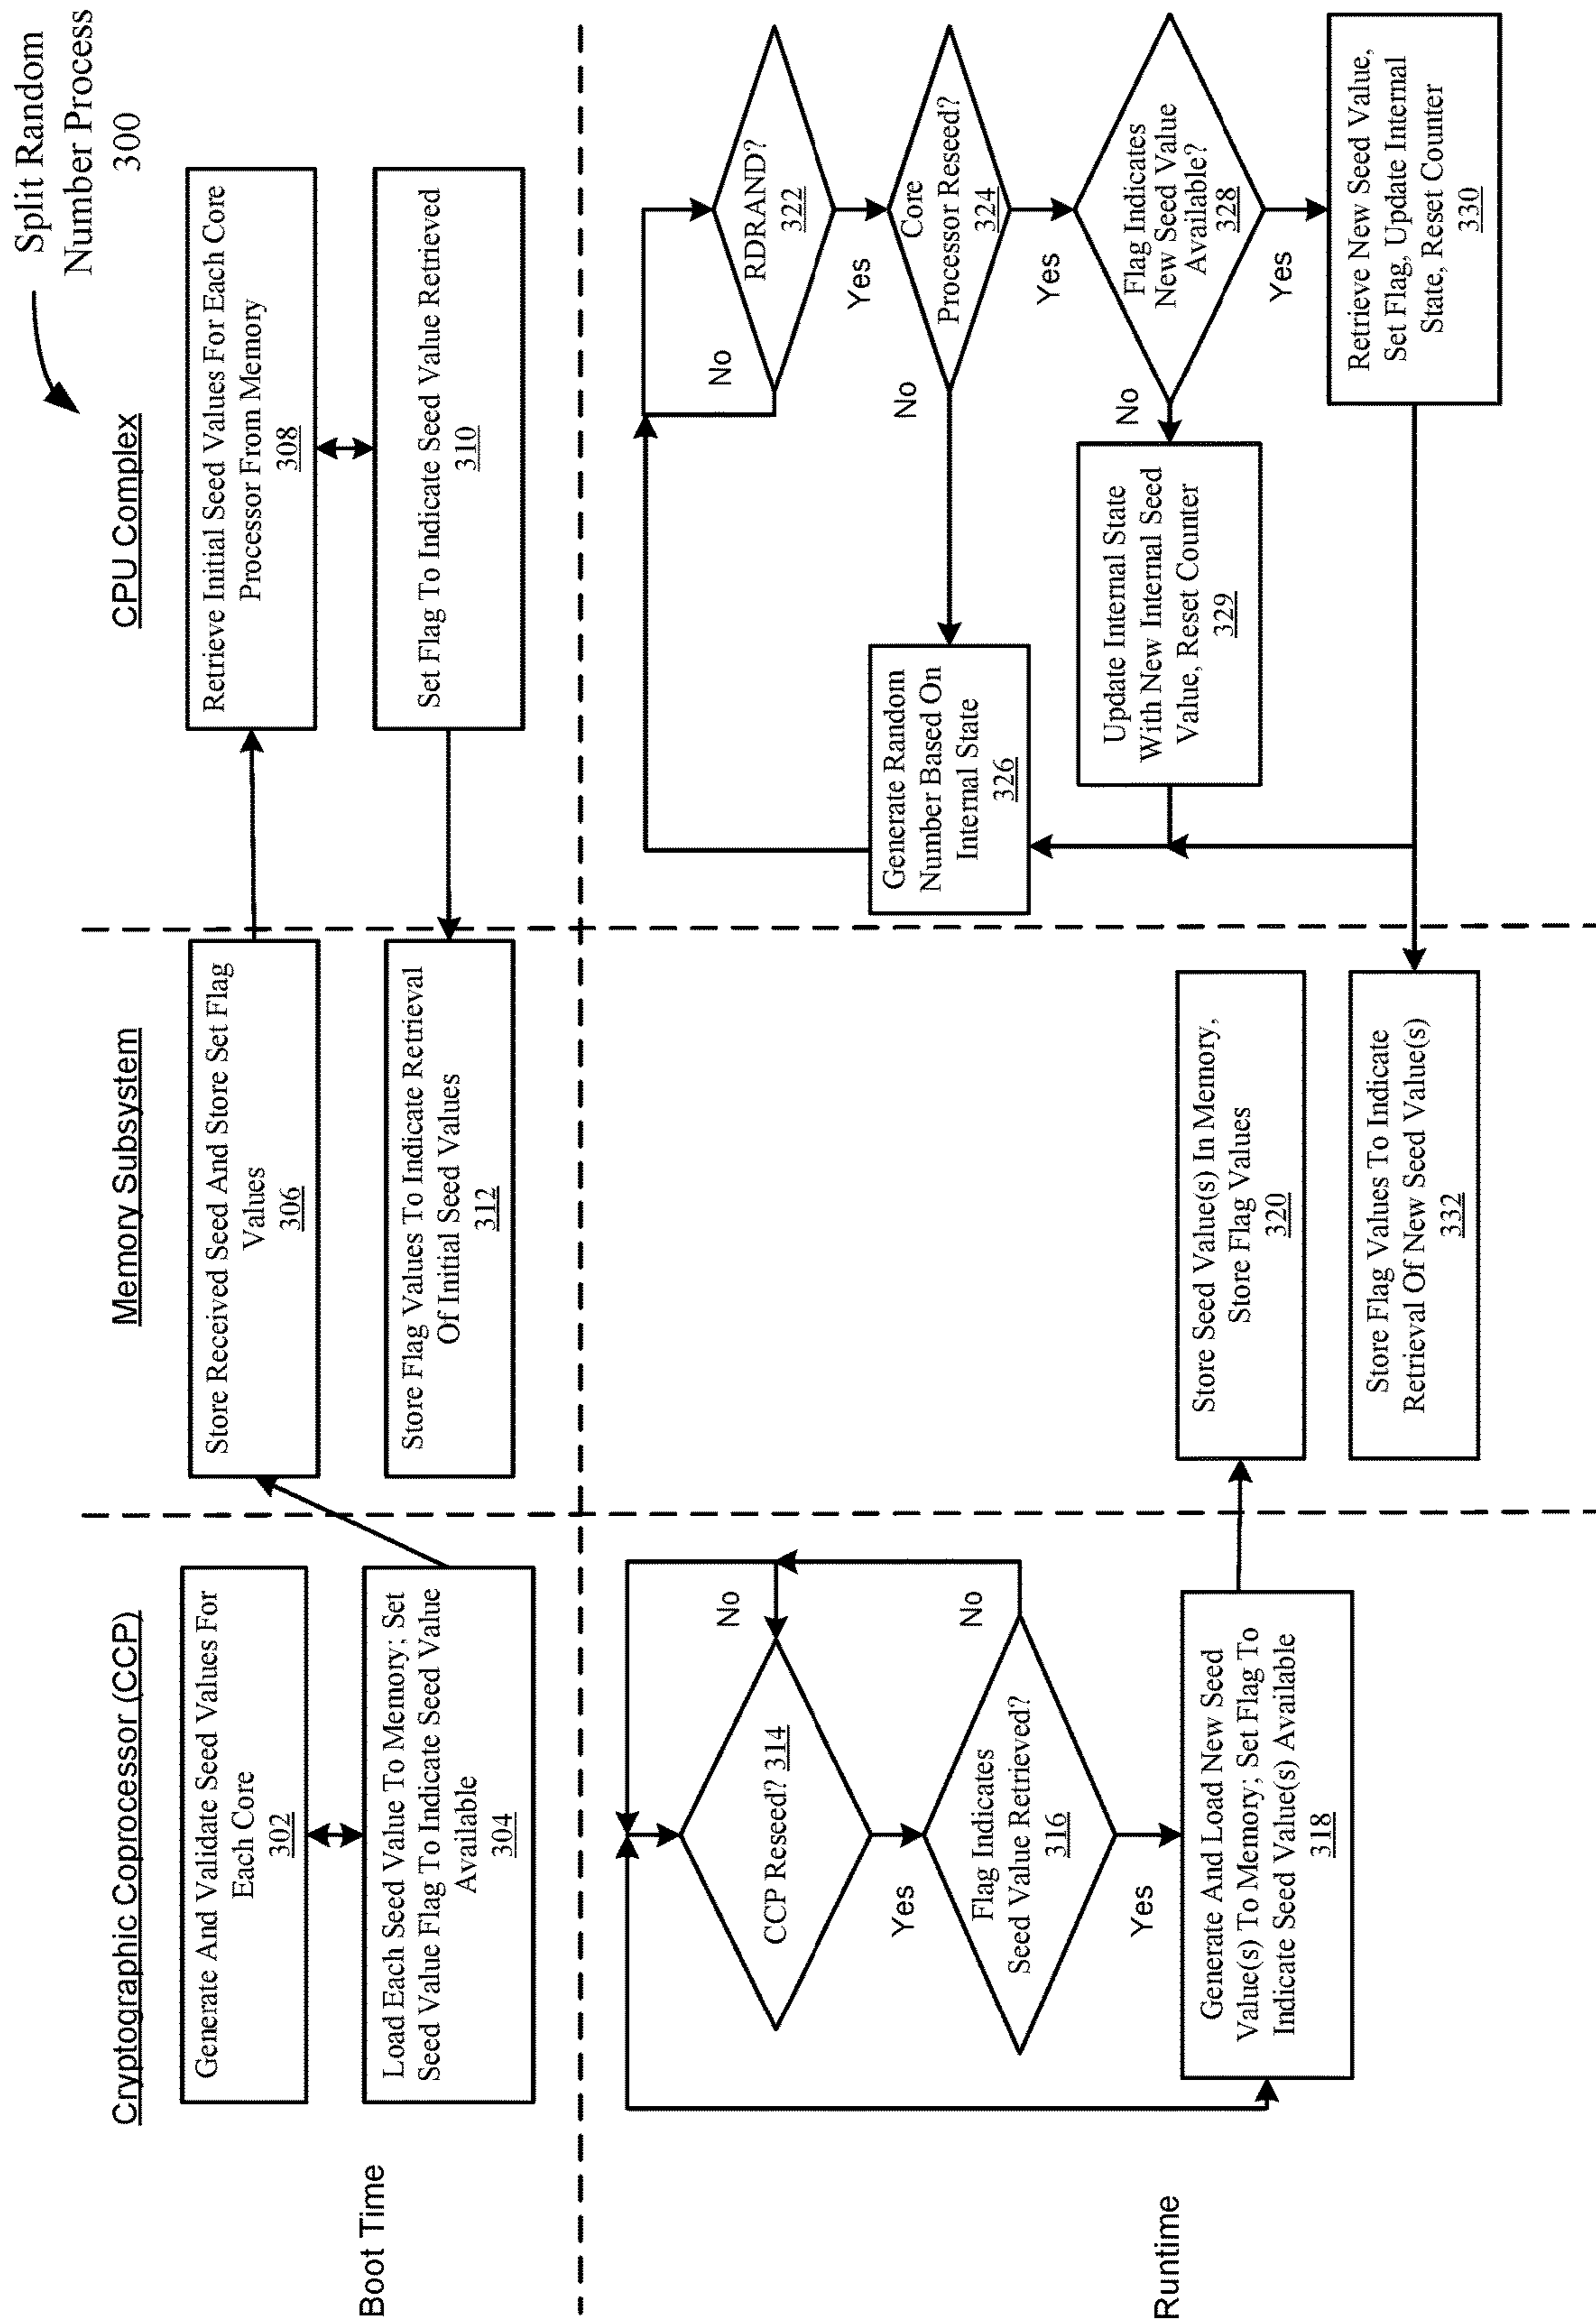 Split Random
Number Process
300
Cryptographic Coprocessor (CCP)
Memory Subsystem
CPU Complex
Boot Time
Generate And Validate Seed Values For
Each Core
302
Load Each Seed Value To Memory; Set
Seed Value Flag To Indicate Seed Value
Available
304
Store Received Seed And Store Set Flag
Values
306
Store Flag Values To Indicate Retrieval
Of Initial Seed Values
312
Retrieve Initial Seed Values For Each Core
Processor From Memory
308
Set Flag To Indicate Seed Value Retrieved
310
Runtime
CCP Reseed? 314
No
Yes
Flag Indicates
Seed Value Retrieved?
316
No
Yes
Generate And Load New Seed
Value(s) To Memory; Set Flag To
Indicate Seed Value(s) Available
318
Store Seed Value(s) In Memory,
Store Flag Values
320
Store Flag Values To Indicate
Retrieval Of New Seed Value(s)
332
RDRAND?
322
No
Yes
Core
Processor Reseed?
324
No
Yes
Generate Random
Number Based On
Internal State
326
Flag Indicates
New Seed Value
Available?
328
No
Yes
Update Internal State
With New Internal Seed
Value, Reset Counter
329
Retrieve New Seed Value,
Set Flag, Update Internal
State, Reset Counter
330